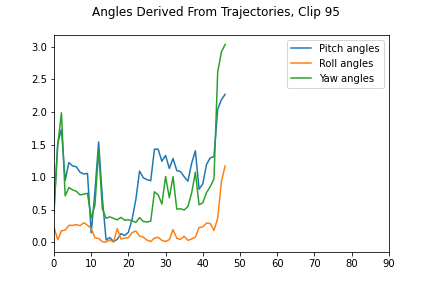 Angles Derived From Trajectories, Clip 95
Pitch angles
Roll angles
Yaw angles
3.0
2.5
2.0
1.5
1.0
0.5
0.0
0 10 20 30 40 50 60 70 80 90